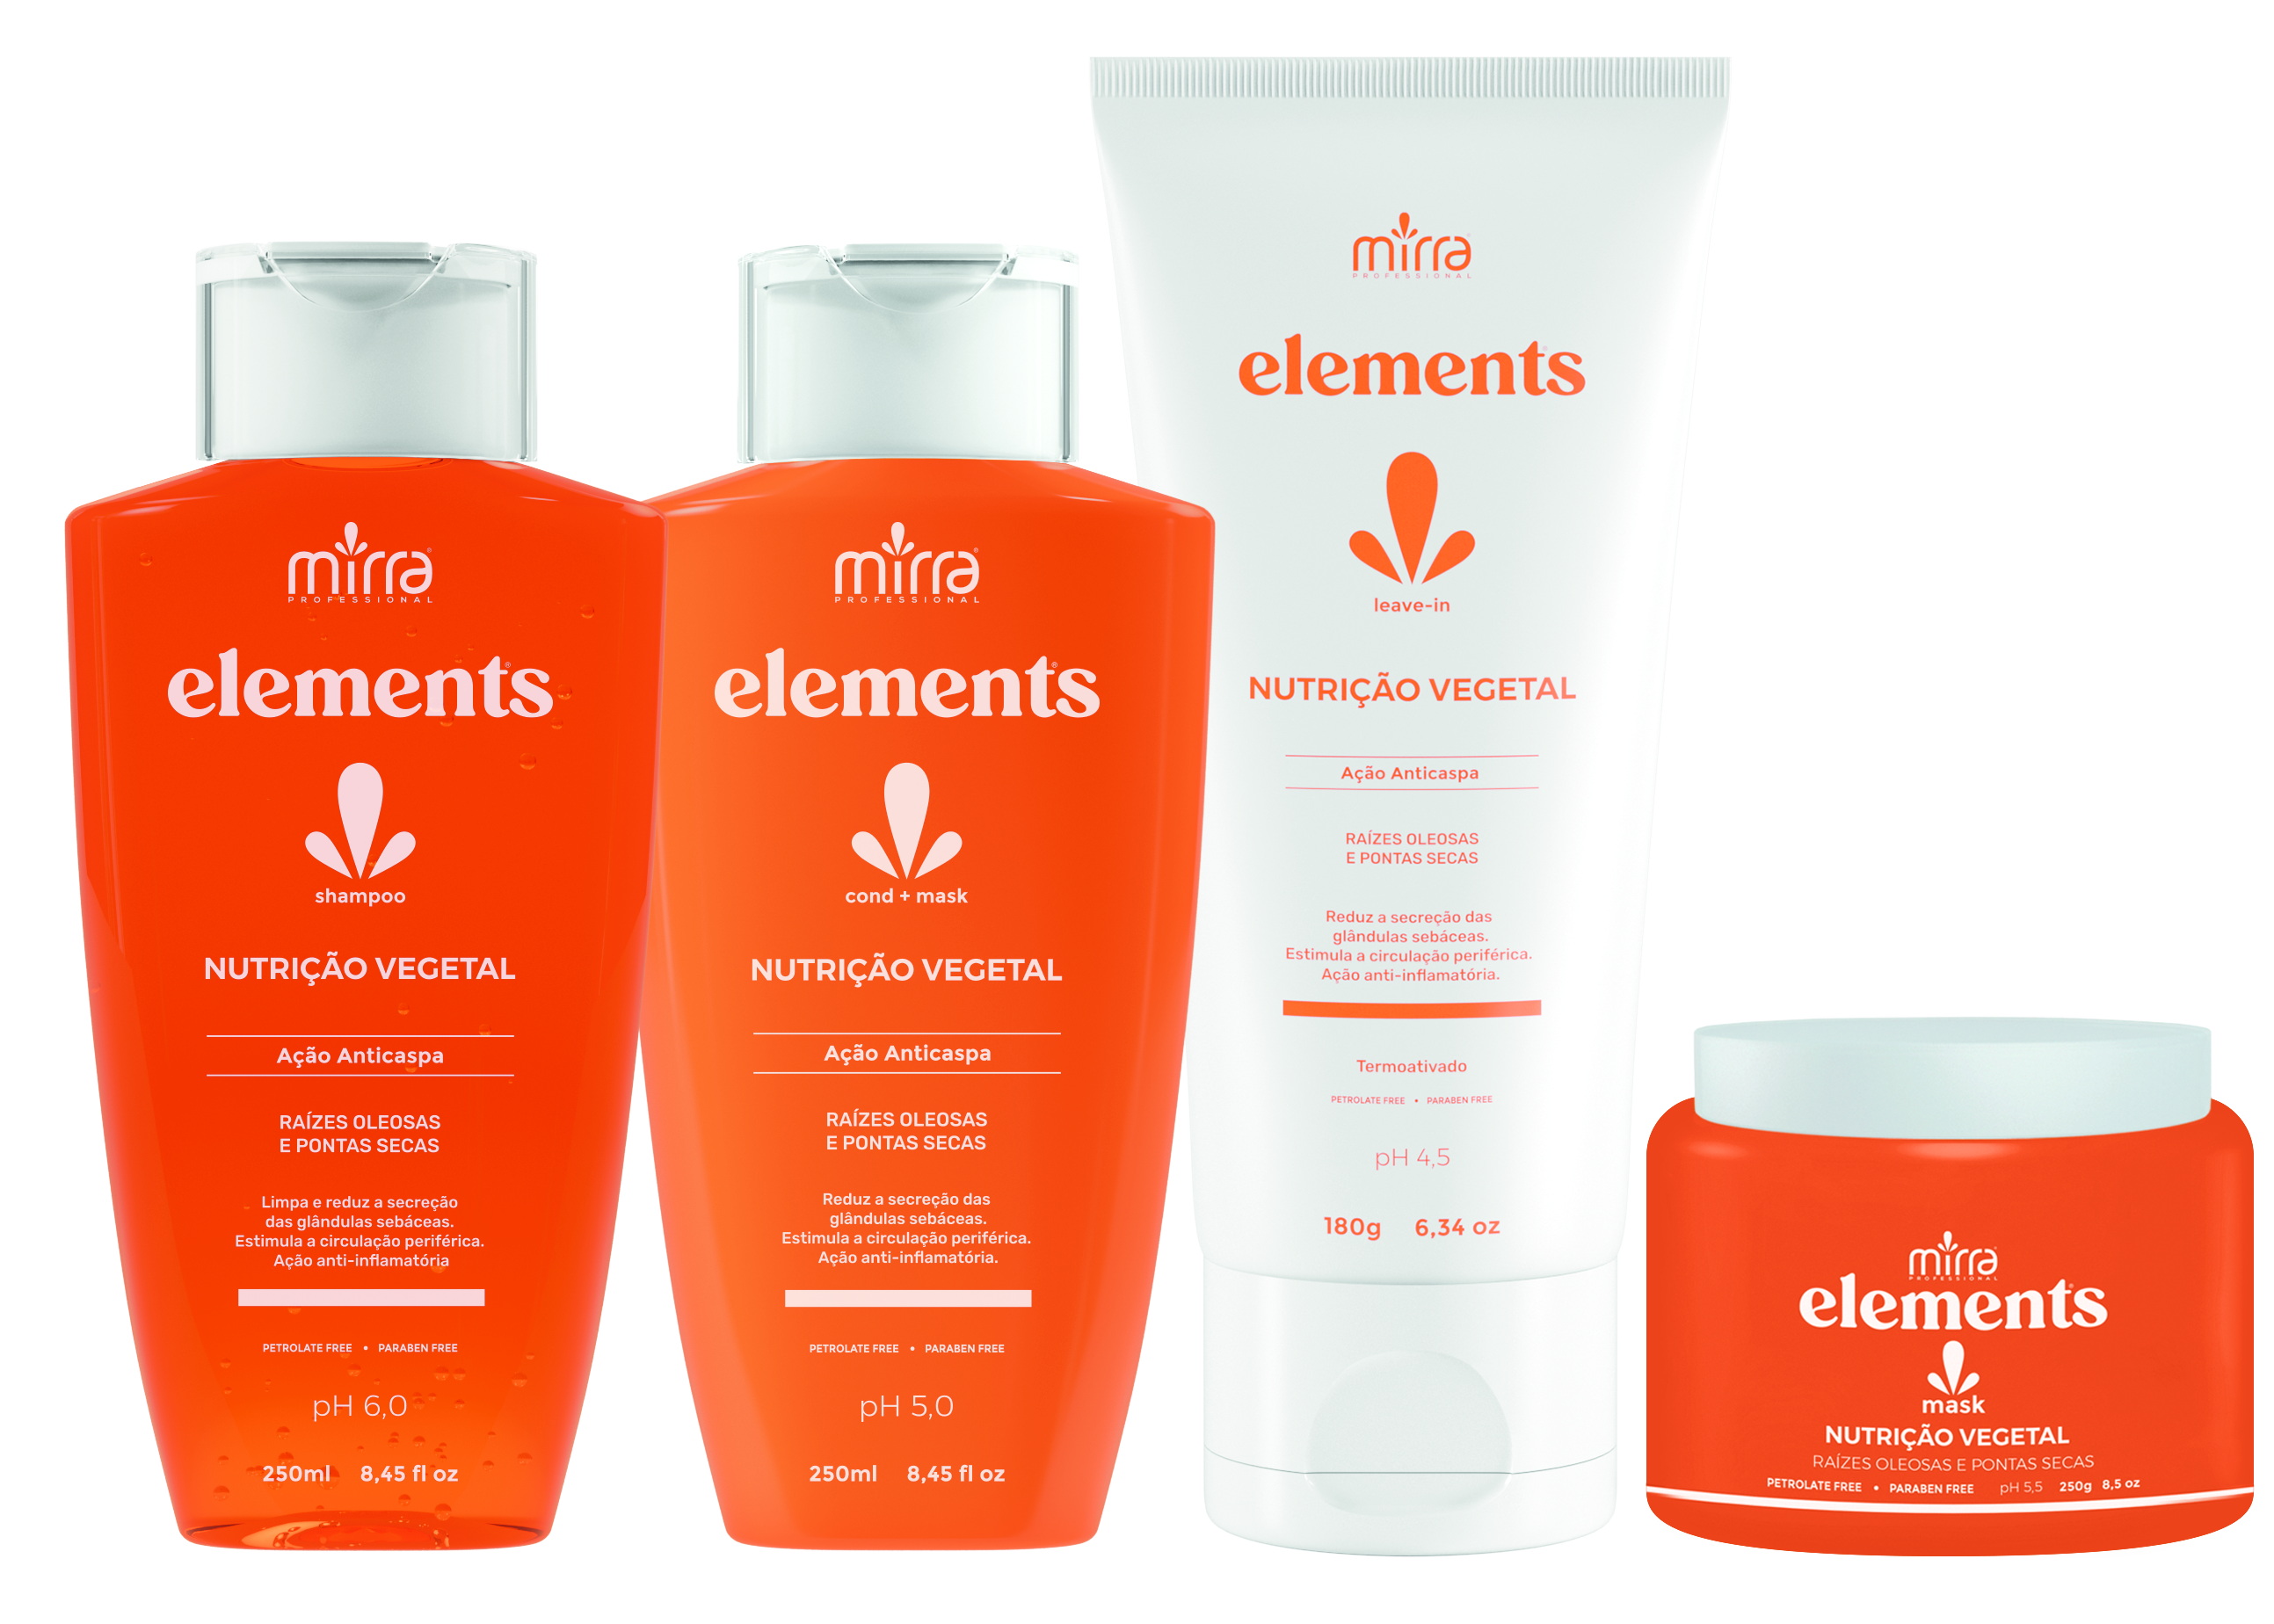 mirra
PROFESSIONAL
elements
shampoo
NUTRIÇÃO VEGETAL
Ação Anticaspa
RAÍZES OLEOSAS
E PONTAS SECAS
Limpa e reduz a secreção
das glândulas sebáceas.
Estimula a circulação periférica.
Ação anti-inflamatória
PETROLATE FREE • PARABEN FREE
pH 6,0
250ml 8,45 fl oz
mirra
PROFESSIONAL
elements
cond + mask
NUTRIÇÃO VEGETAL
Ação Anticaspa
RAÍZES OLEOSAS
E PONTAS SECAS
Reduz a secreção das
glândulas sebáceas.
Estimula a circulação periférica.
Ação anti-inflamatória.
PETROLATE FREE • PARABEN FREE
pH 5,0
250ml 8,45 fl oz
mirra
PROFESSIONAL
elements
leave-in
NUTRIÇÃO VEGETAL
Ação Anticaspa
RAÍZES OLEOSAS
E PONTAS SECAS
Reduz a secreção das
glândulas sebáceas.
Estimula a circulação periférica.
Ação anti-inflamatória.
Termoativado
PETROLATE FREE • PARABEN FREE
pH 4,5
180g 6,34 oz
mirra
PROFESSIONAL
elements
mask
NUTRIÇÃO VEGETAL
RAÍZES OLEOSAS E PONTAS SECAS
PETROLATE FREE • PARABEN FREE pH 5,5 250g 8,5 oz